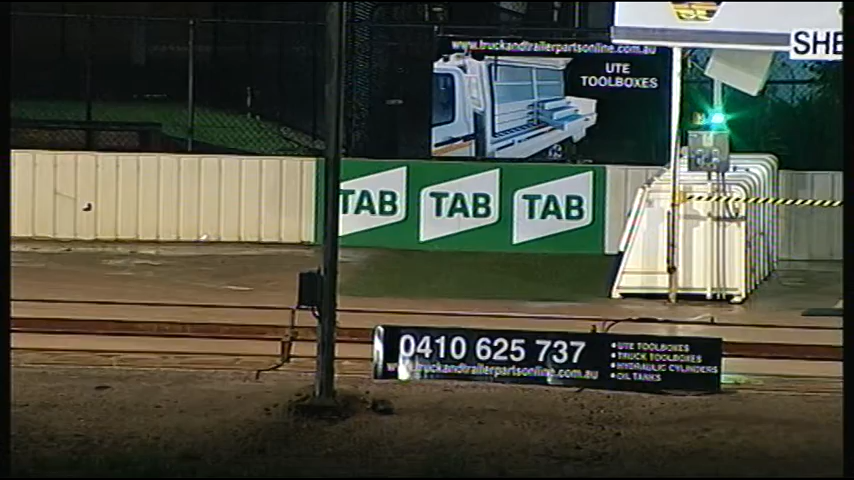 www.truckandtrailerpartsonline.com.au
UTE
TOOLBOXES
SHE
TAB TAB TAB
0410 625 737
www.truckandtrailerpartsonline.com.au
• UTE TOOLBOXES
• TRUCK TOOLBOXES
• HYDRAULIC CYLINDERS
• OIL TANKS